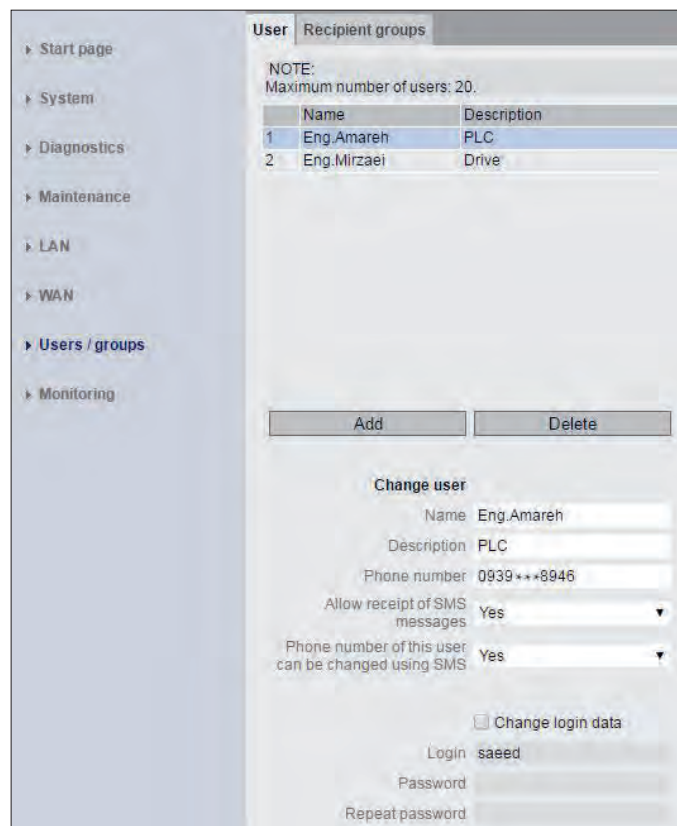 Start page
System
Diagnostics
Maintenance
LAN
WAN
Users / groups
Monitoring
User Recipient groups
NOTE:
Maximum number of users: 20.
Name Description
1 Eng.Amareh PLC
2 Eng.Mirzaei Drive
Add Delete
Change user
Name Eng.Amareh
Description PLC
Phone number 0939***8946
Allow receipt of SMS
messages Yes
Phone number of this user
can be changed using SMS Yes
Change login data
Login saeed
Password
Repeat password